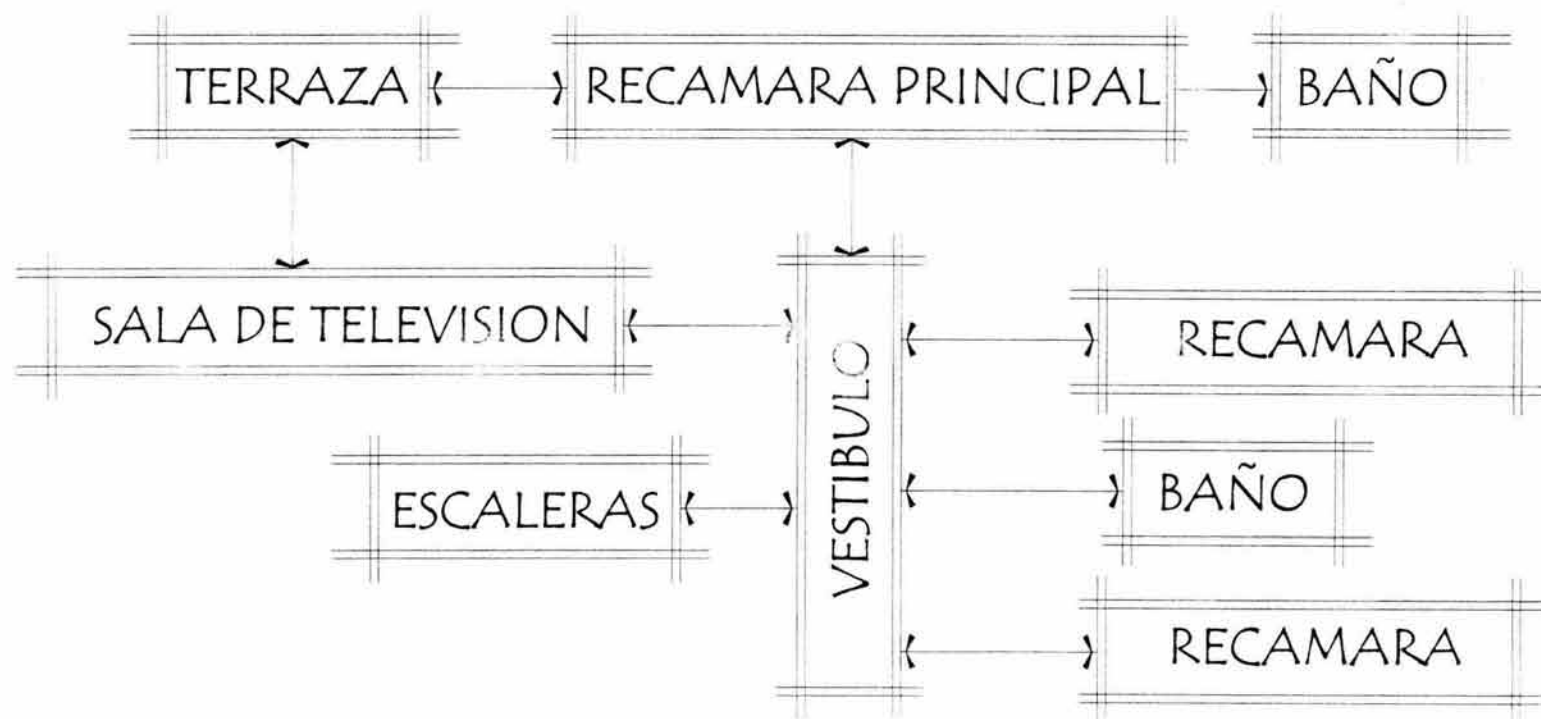 TERRAZA
RECAMARA PRINCIPAL
BAÑO
SALA DE TELEVISION
VESTIBULO
RECAMARA
ESCALERAS
BAÑO
RECAMARA